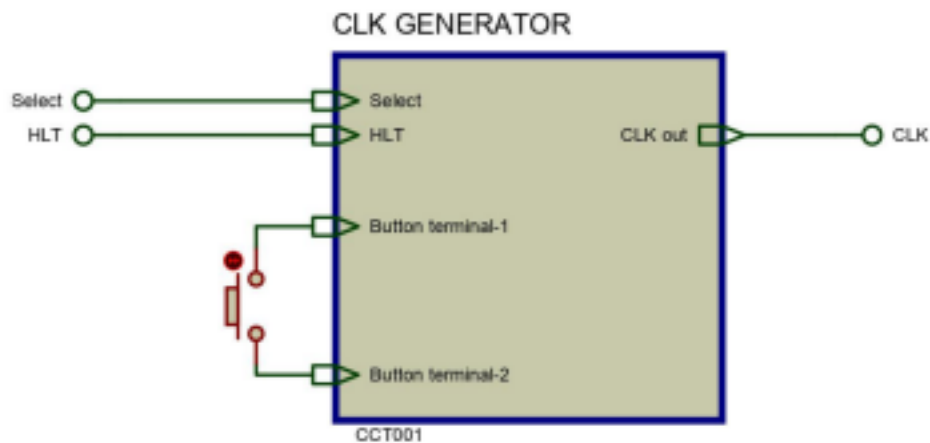 CLK GENERATOR
Select
Select
HLT
HLT
CLK out
CLK
Button terminal-1
Button terminal-2
CCT001